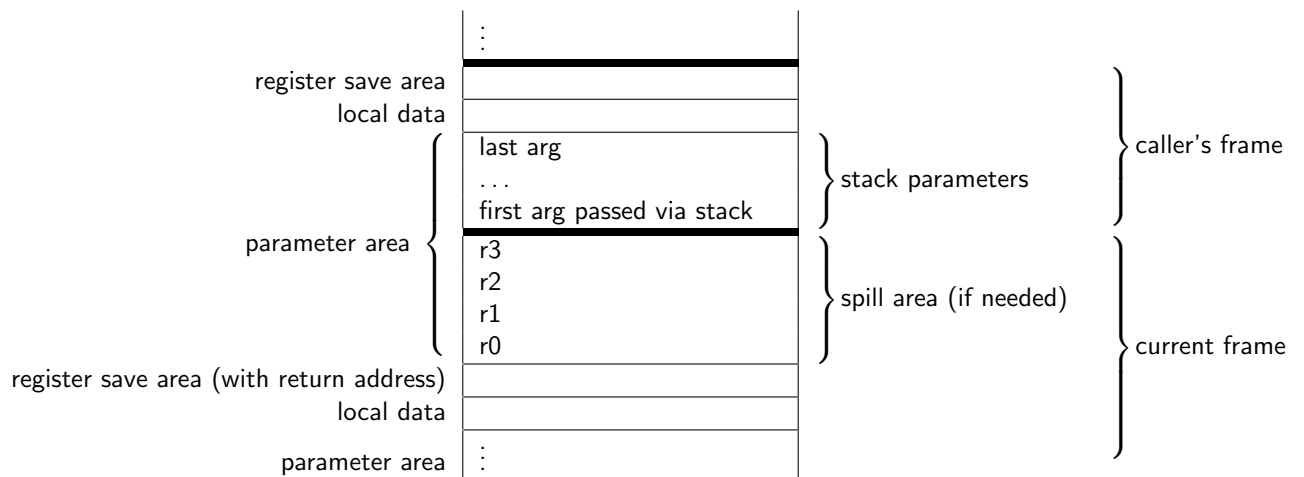 ⋮
register save area
local data
last arg
caller's frame
. . .
stack parameters
first arg passed via stack
parameter area
r3
r2
spill area (if needed)
r1
r0
current frame
register save area (with return address)
local data
parameter area
⋮